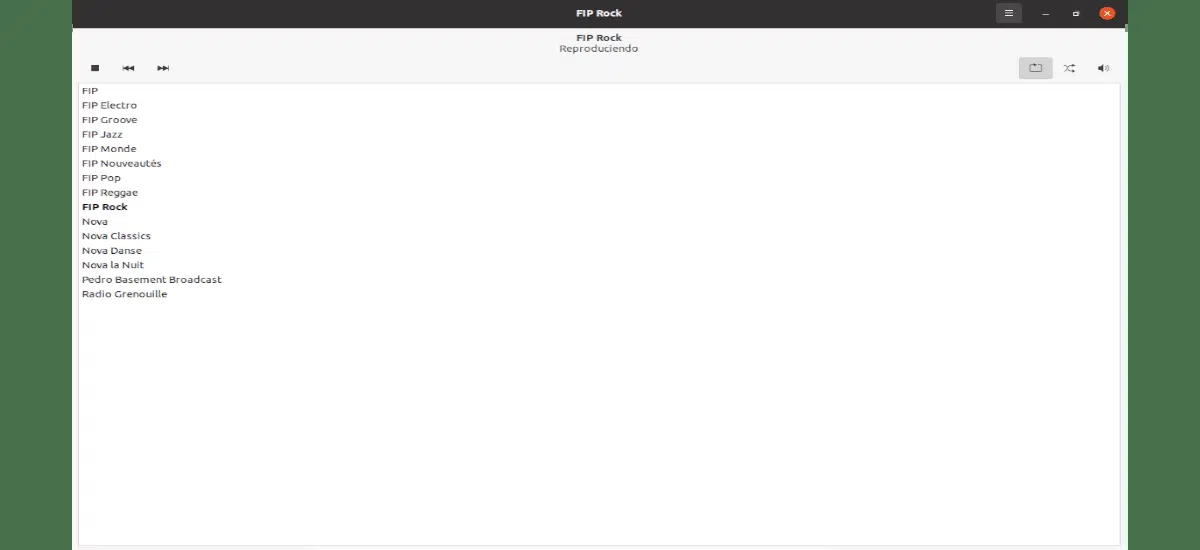 FIP Rock
FIP Rock
Reproduciendo
FIP
FIP Electro
FIP Groove
FIP Jazz
FIP Monde
FIP Nouveautés
FIP Pop
FIP Reggae
FIP Rock
Nova
Nova Classics
Nova Danse
Nova la Nuit
Pedro Basement Broadcast
Radio Grenouille